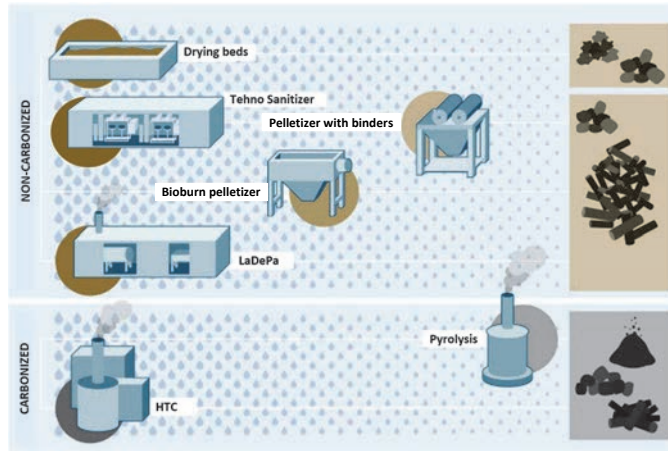 NON-CARBONIZED
Drying beds
Tehno Sanitizer
Pelletizer with binders
Bioburn pelletizer
LaDePa
CARBONIZED
Pyrolysis
HTC